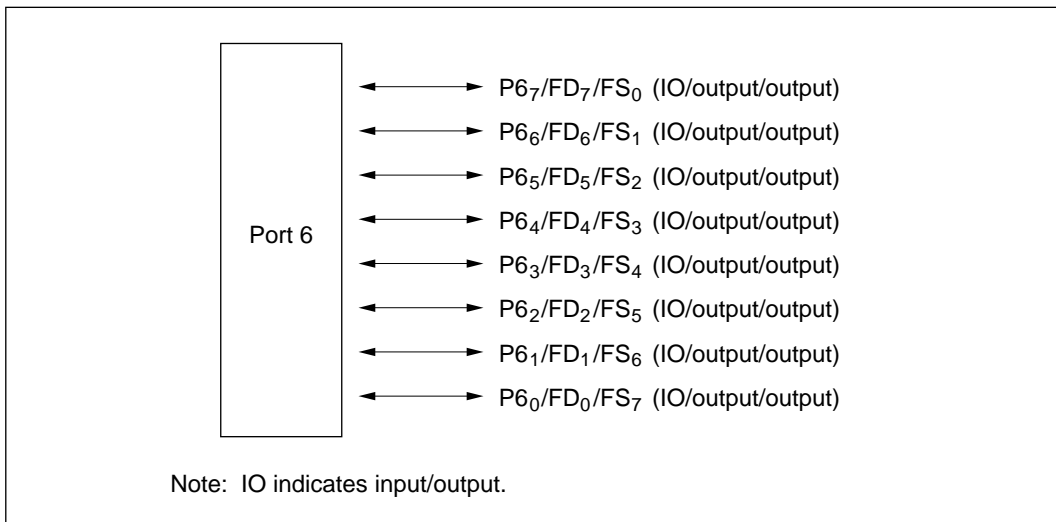 P6₇/FD₇/FS₀ (IO/output/output)
P6₆/FD₆/FS₁ (IO/output/output)
P6₅/FD₅/FS₂ (IO/output/output)
P6₄/FD₄/FS₃ (IO/output/output)
Port 6
P6₃/FD₃/FS₄ (IO/output/output)
P6₂/FD₂/FS₅ (IO/output/output)
P6₁/FD₁/FS₆ (IO/output/output)
P6₀/FD₀/FS₇ (IO/output/output)
Note: IO indicates input/output.